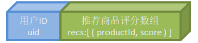 用户ID
uid
推荐商品评分数组
recs:[ { productId, score } ]